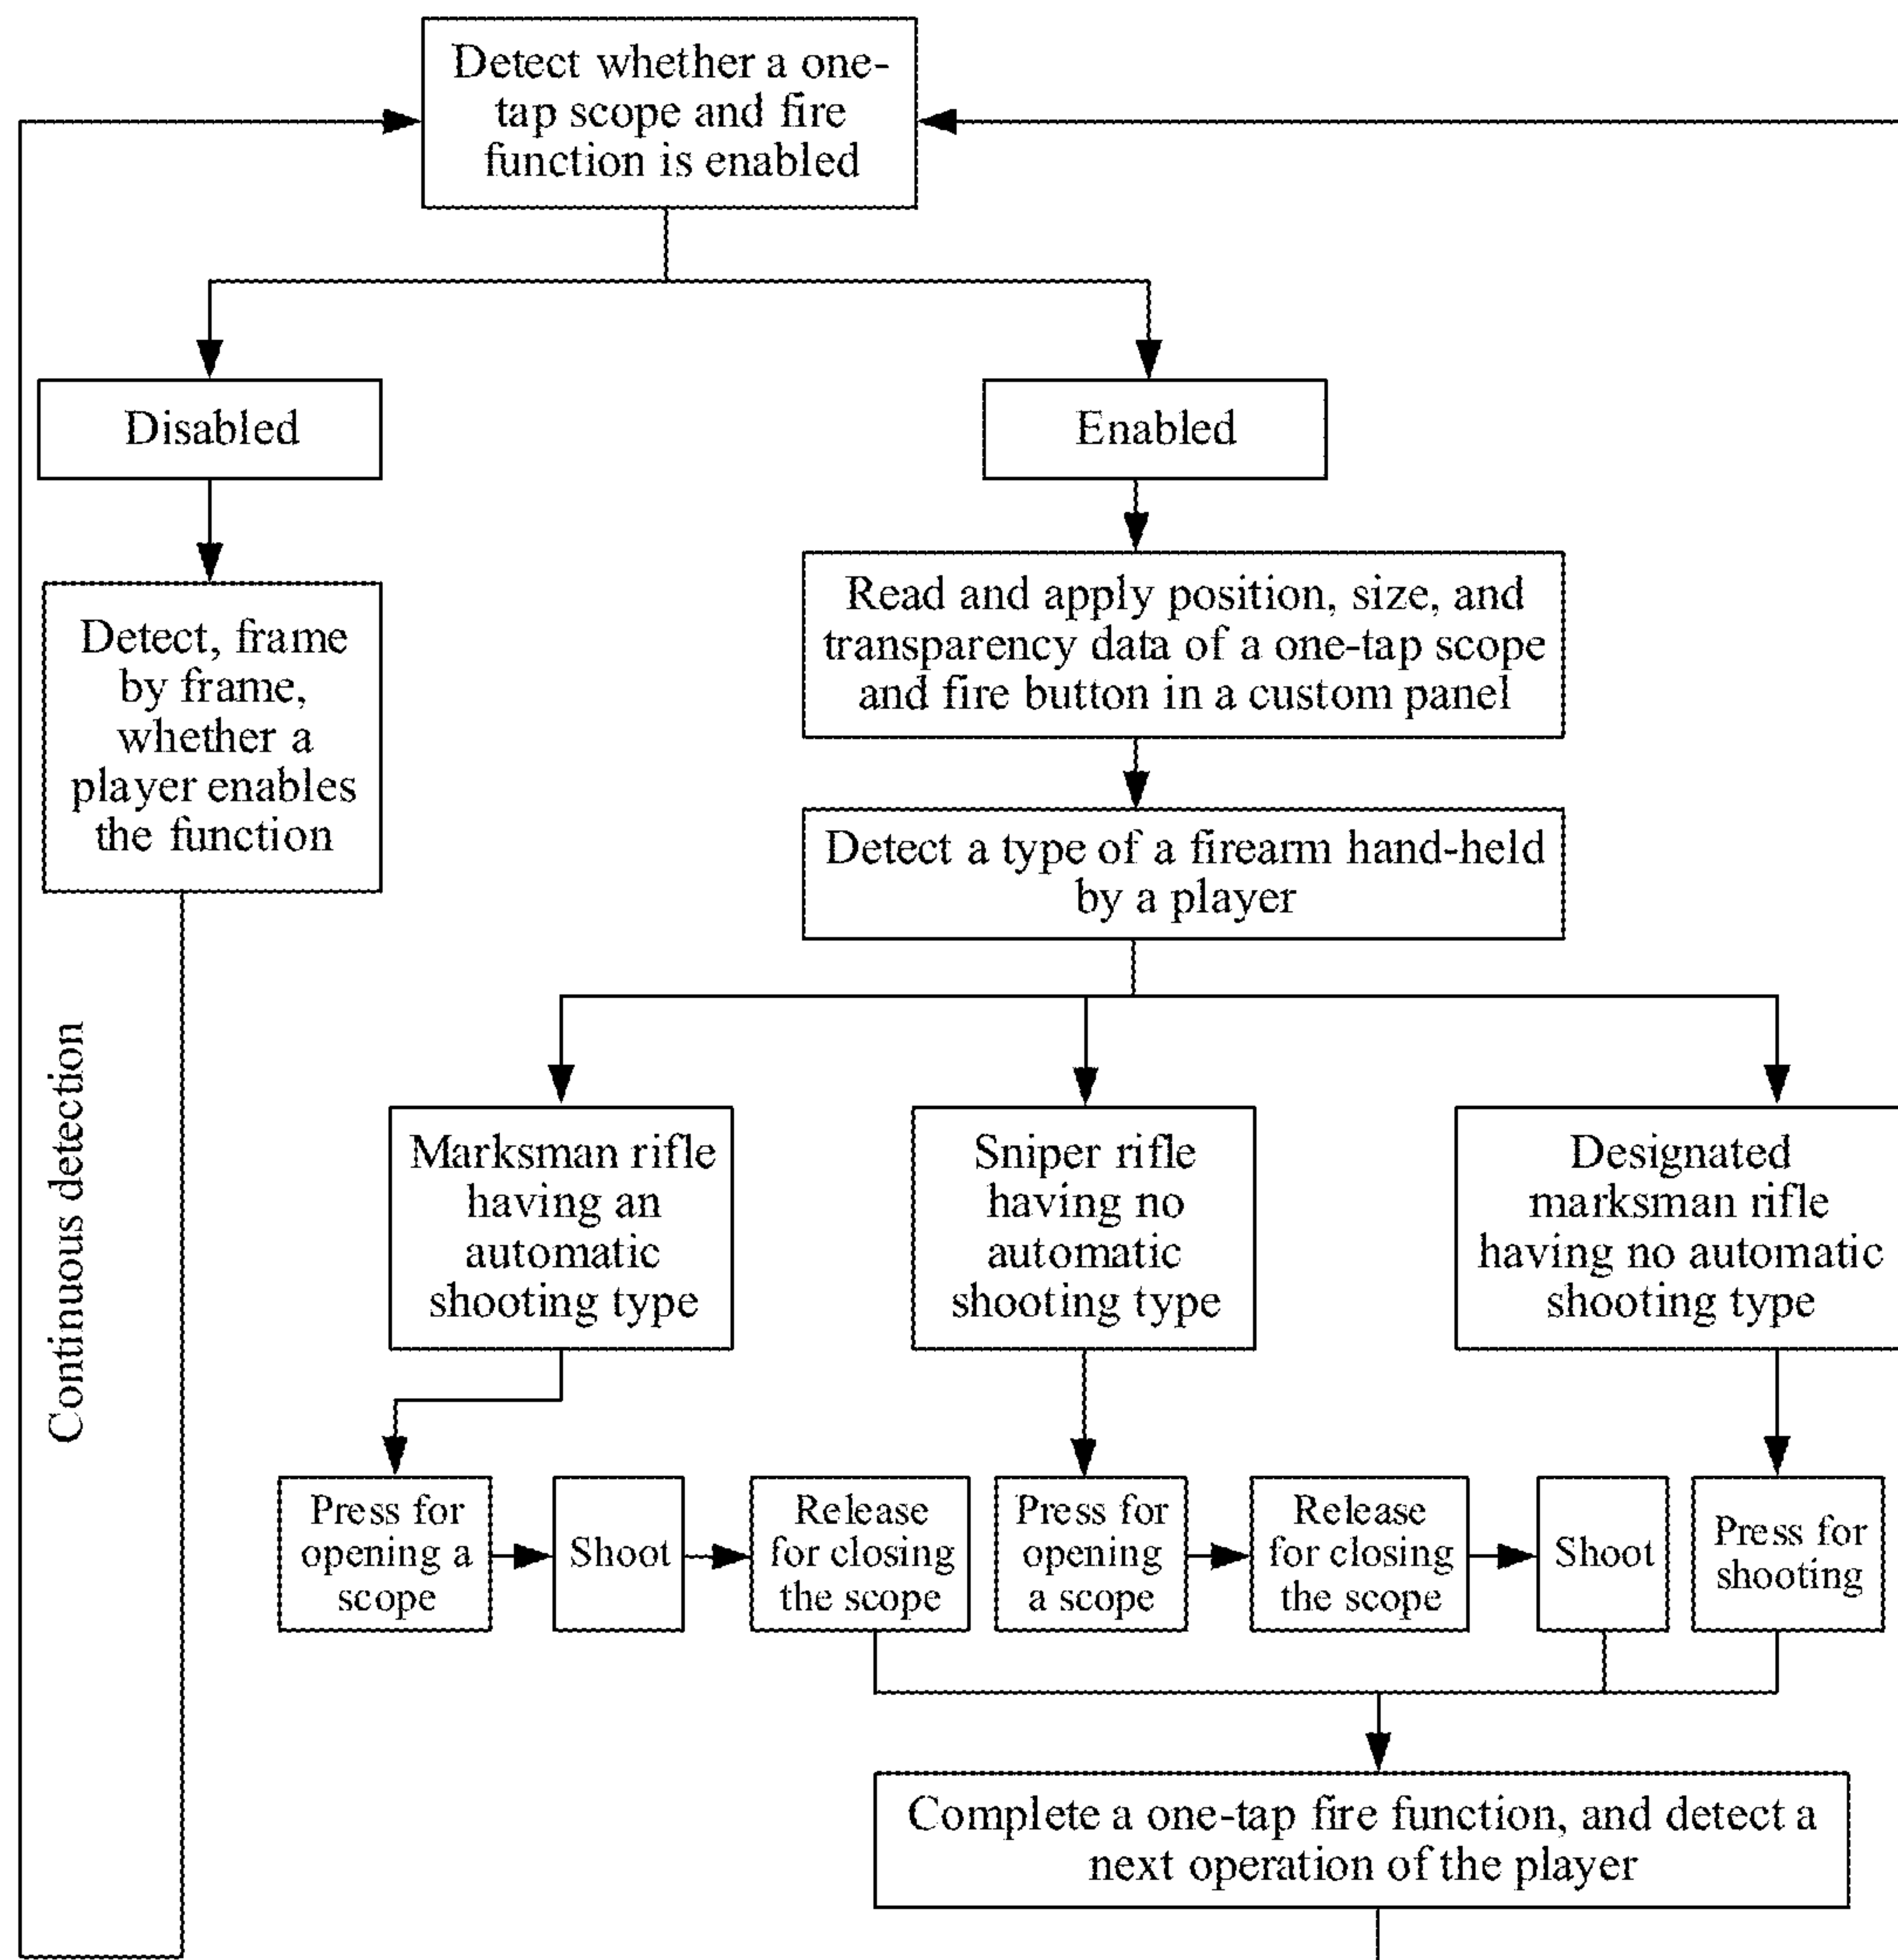 Detect whether a one-
tap scope and fire
function is enabled
Disabled
Enabled
Detect, frame
by frame,
whether a
player enables
the function
Read and apply position, size, and
transparency data of a one-tap scope
and fire button in a custom panel
Detect a type of a firearm hand-held
by a player
Continuous detection
Marksman rifle
having an
automatic
shooting type
Sniper rifle
having no
automatic
shooting type
Designated
marksman rifle
having no automatic
shooting type
Press for
opening a
scope
Shoot
Release
for closing
the scope
Press for
opening
a scope
Release
for closing
the scope
Shoot
Press for
shooting
Complete a one-tap fire function, and detect a
next operation of the player